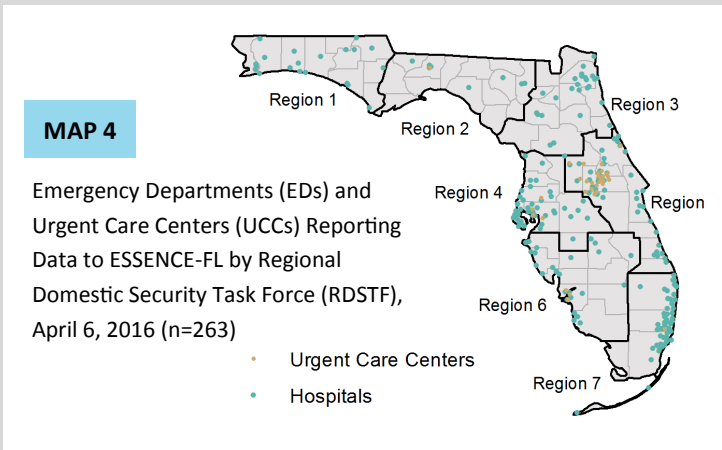 MAP 4
Emergency Departments (EDs) and
Urgent Care Centers (UCCs) Reporting
Data to ESSENCE-FL by Regional
Domestic Security Task Force (RDSTF),
April 6, 2016 (n=263)
Urgent Care Centers
Hospitals
Region 1
Region 2
Region 3
Region 4
Region
Region 6
Region 7